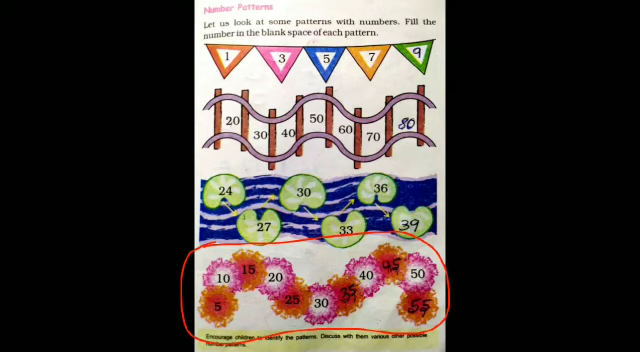 Number Patterns
Let us look at some patterns with numbers. Fill the
number in the blank space of each pattern.
1 3 5 7 9
20 30 40 50 60 70 80
24 27 30 33 36 39
5 10 15 20 25 30 35 40 45 50 55
Encourage children to identify the patterns. Discuss with them various other possible
number patterns.